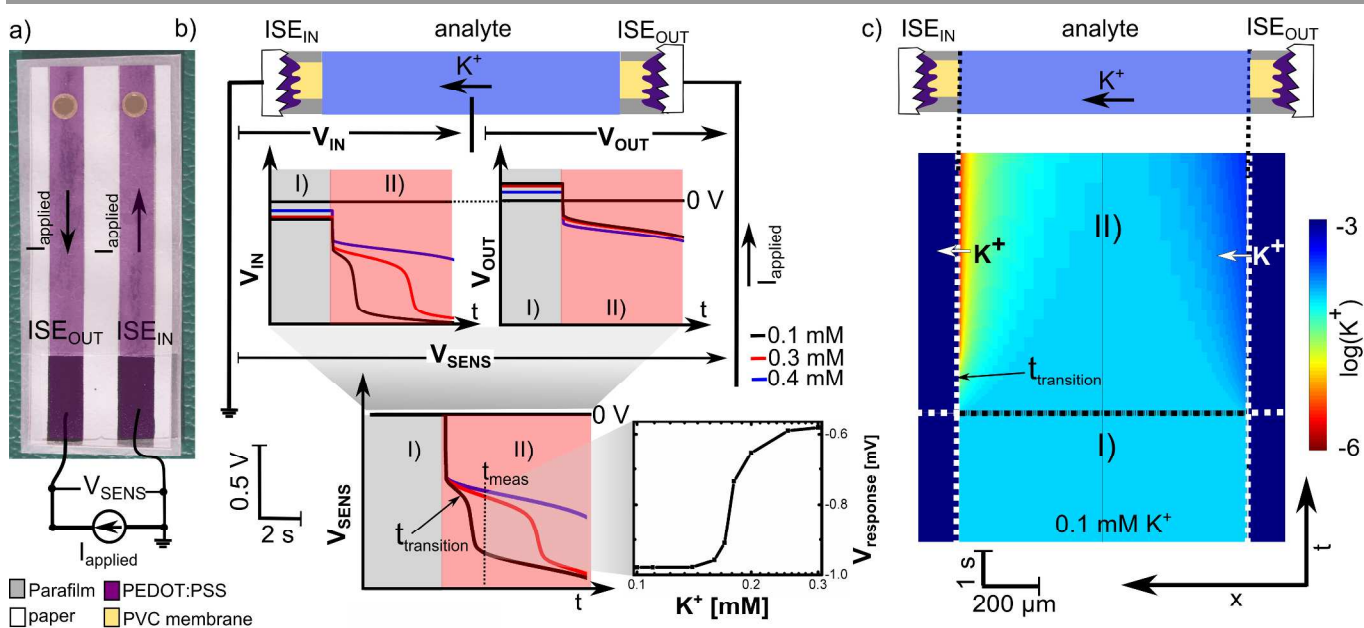 a)
I_applied
I_applied
ISE_OUT
ISE_IN
V_SENS
I_applied
Parafilm
PEDOT:PSS
paper
PVC membrane
b)
ISE_IN
analyte
ISE_OUT
K⁺
V_IN
V_OUT
I)
II)
V_IN
t
0 V
V_OUT
I)
II)
t
I_applied
V_SENS
0.1 mM
0.3 mM
0.4 mM
0 V
I)
II)
t_meas
t_transition
V_SENS
t
0.5 V
2 s
-0.6
-0.8
-1.0
V_response [mV]
0.1
0.2
0.3
K⁺ [mM]
c)
ISE_IN
analyte
ISE_OUT
K⁺
II)
K⁺
K⁺
t_transition
I)
0.1 mM K⁺
-3
log(K⁺)
-6
1 s
200 µm
x
t